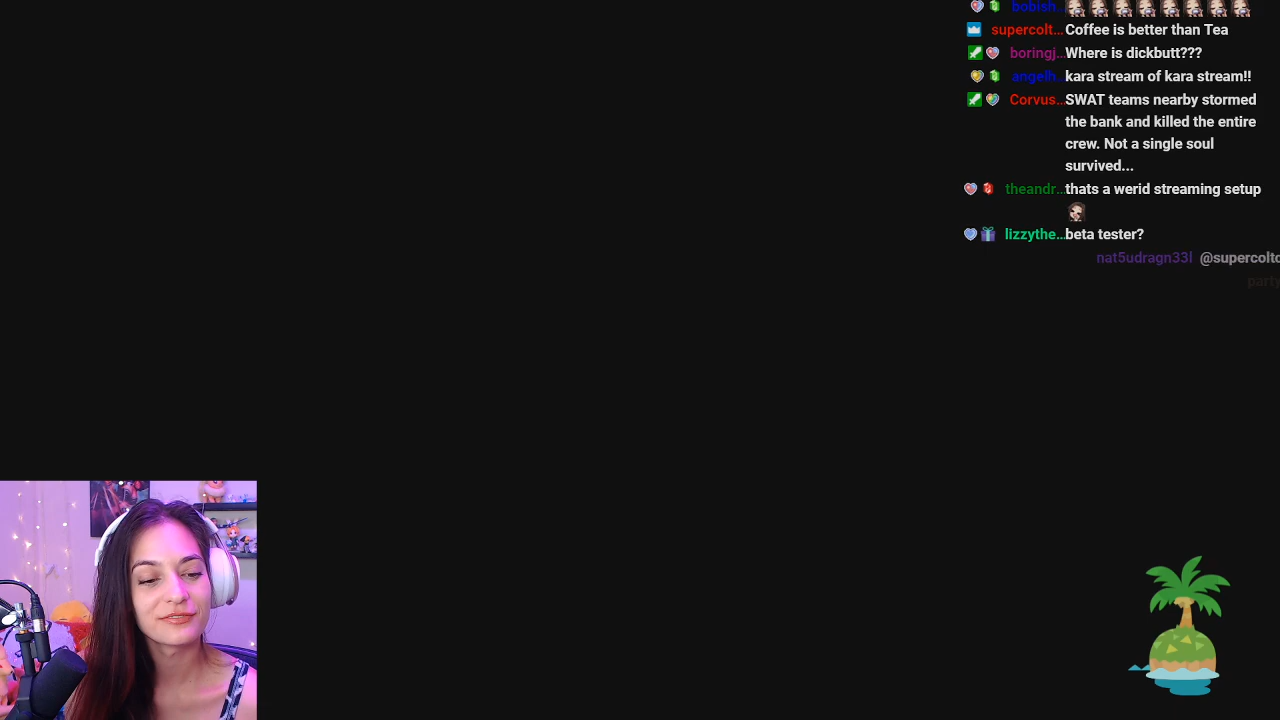 bobish…
supercolt… Coffee is better than Tea
boringj… Where is dickbutt???
angelh… kara stream of kara stream!!
Corvus… SWAT teams nearby stormed
the bank and killed the entire
crew. Not a single soul
survived...
theandr… thats a werid streaming setup
lizzythe… beta tester?
nat5udragn33l @supercoltc
party